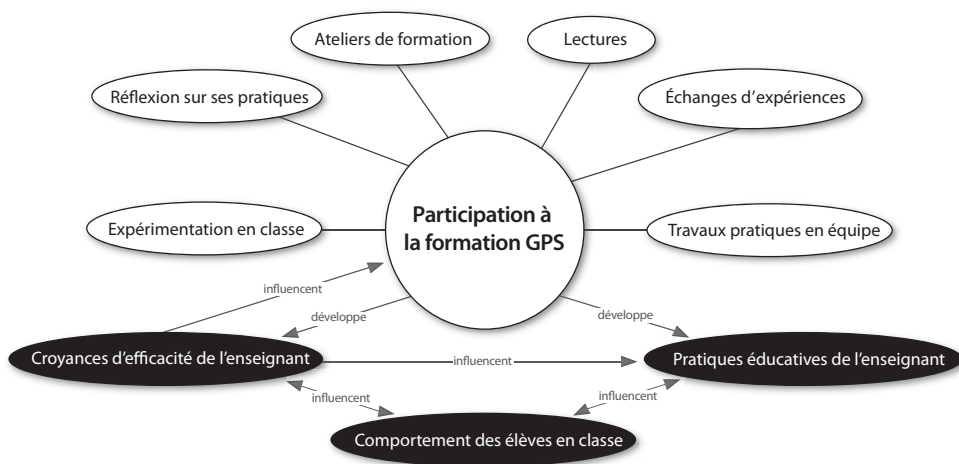 Ateliers de formation
Lectures
Réflexion sur ses pratiques
Échanges d'expériences
Participation à
la formation GPS
Expérimentation en classe
Travaux pratiques en équipe
influencent
développe
développe
Croyances d'efficacité de l'enseignant
influencent
Pratiques éducatives de l'enseignant
influencent
influencent
Comportement des élèves en classe